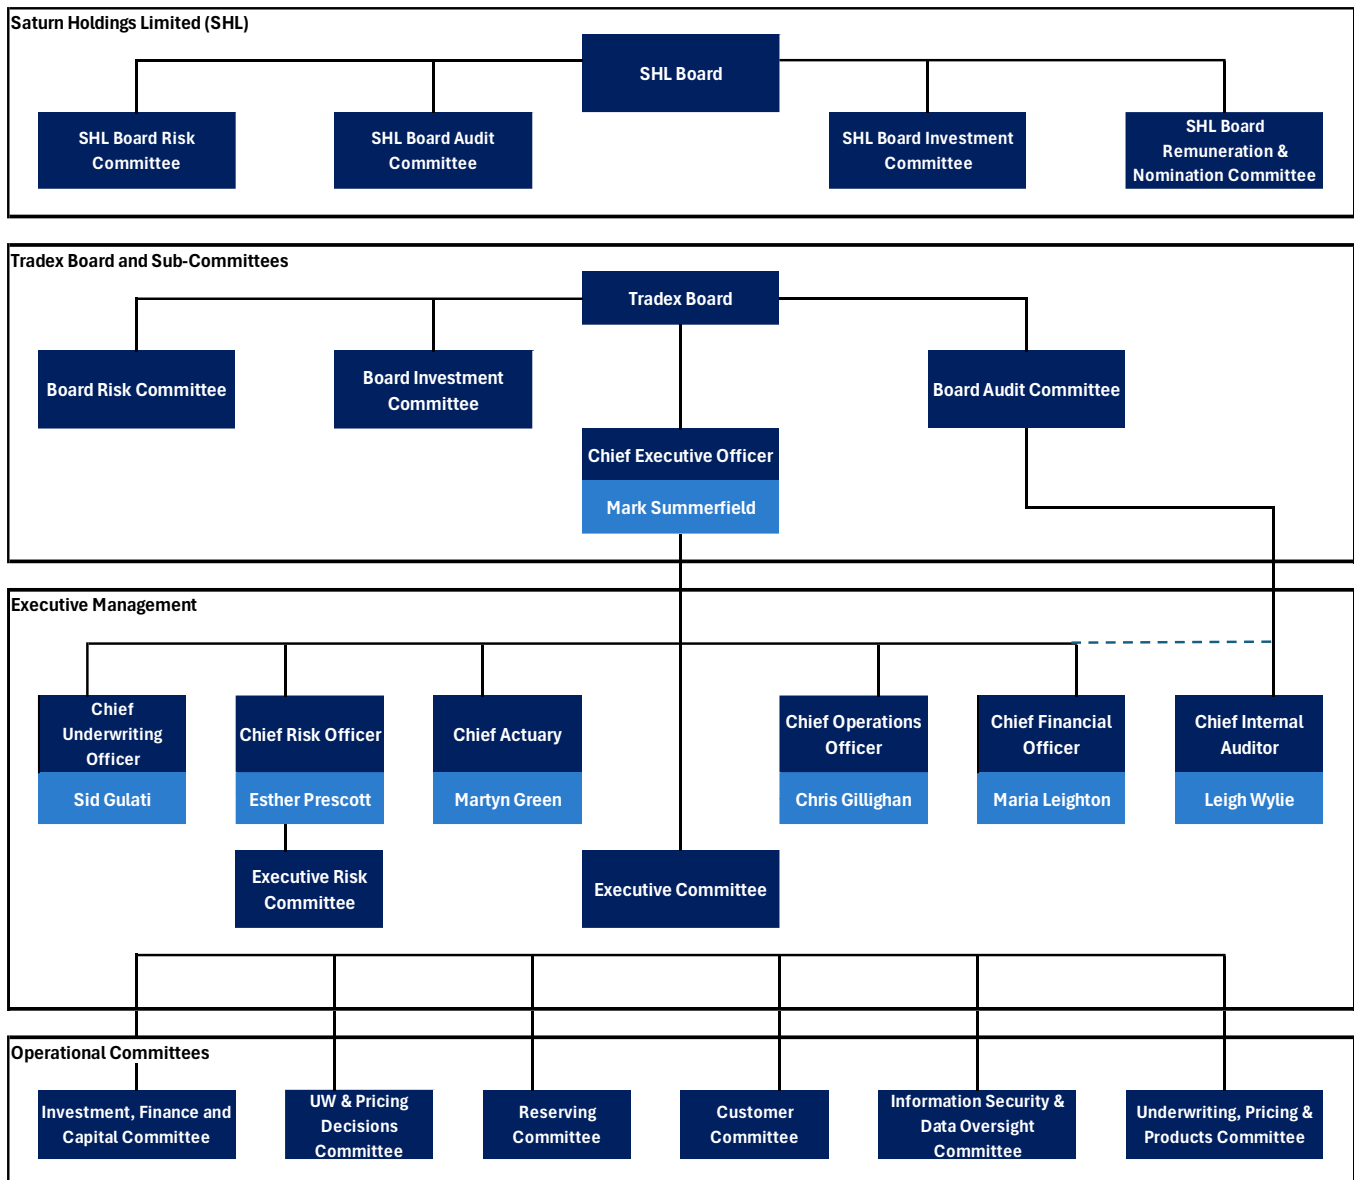 Saturn Holdings Limited (SHL)
SHL Board
SHL Board Risk
Committee
SHL Board Audit
Committee
SHL Board Investment
Committee
SHL Board
Remuneration &
Nomination Committee
Tradex Board and Sub-Committees
Tradex Board
Board Risk Committee
Board Investment
Committee
Board Audit Committee
Chief Executive Officer
Mark Summerfield
Executive Management
Chief
Underwriting
Officer
Sid Gulati
Chief Risk Officer
Esther Prescott
Chief Actuary
Martyn Green
Chief Operations
Officer
Chris Gillighan
Chief Financial
Officer
Maria Leighton
Chief Internal
Auditor
Leigh Wylie
Executive Risk
Committee
Executive Committee
Operational Committees
Investment, Finance and
Capital Committee
UW & Pricing
Decisions
Committee
Reserving
Committee
Customer
Committee
Information Security &
Data Oversight
Committee
Underwriting, Pricing &
Products Committee